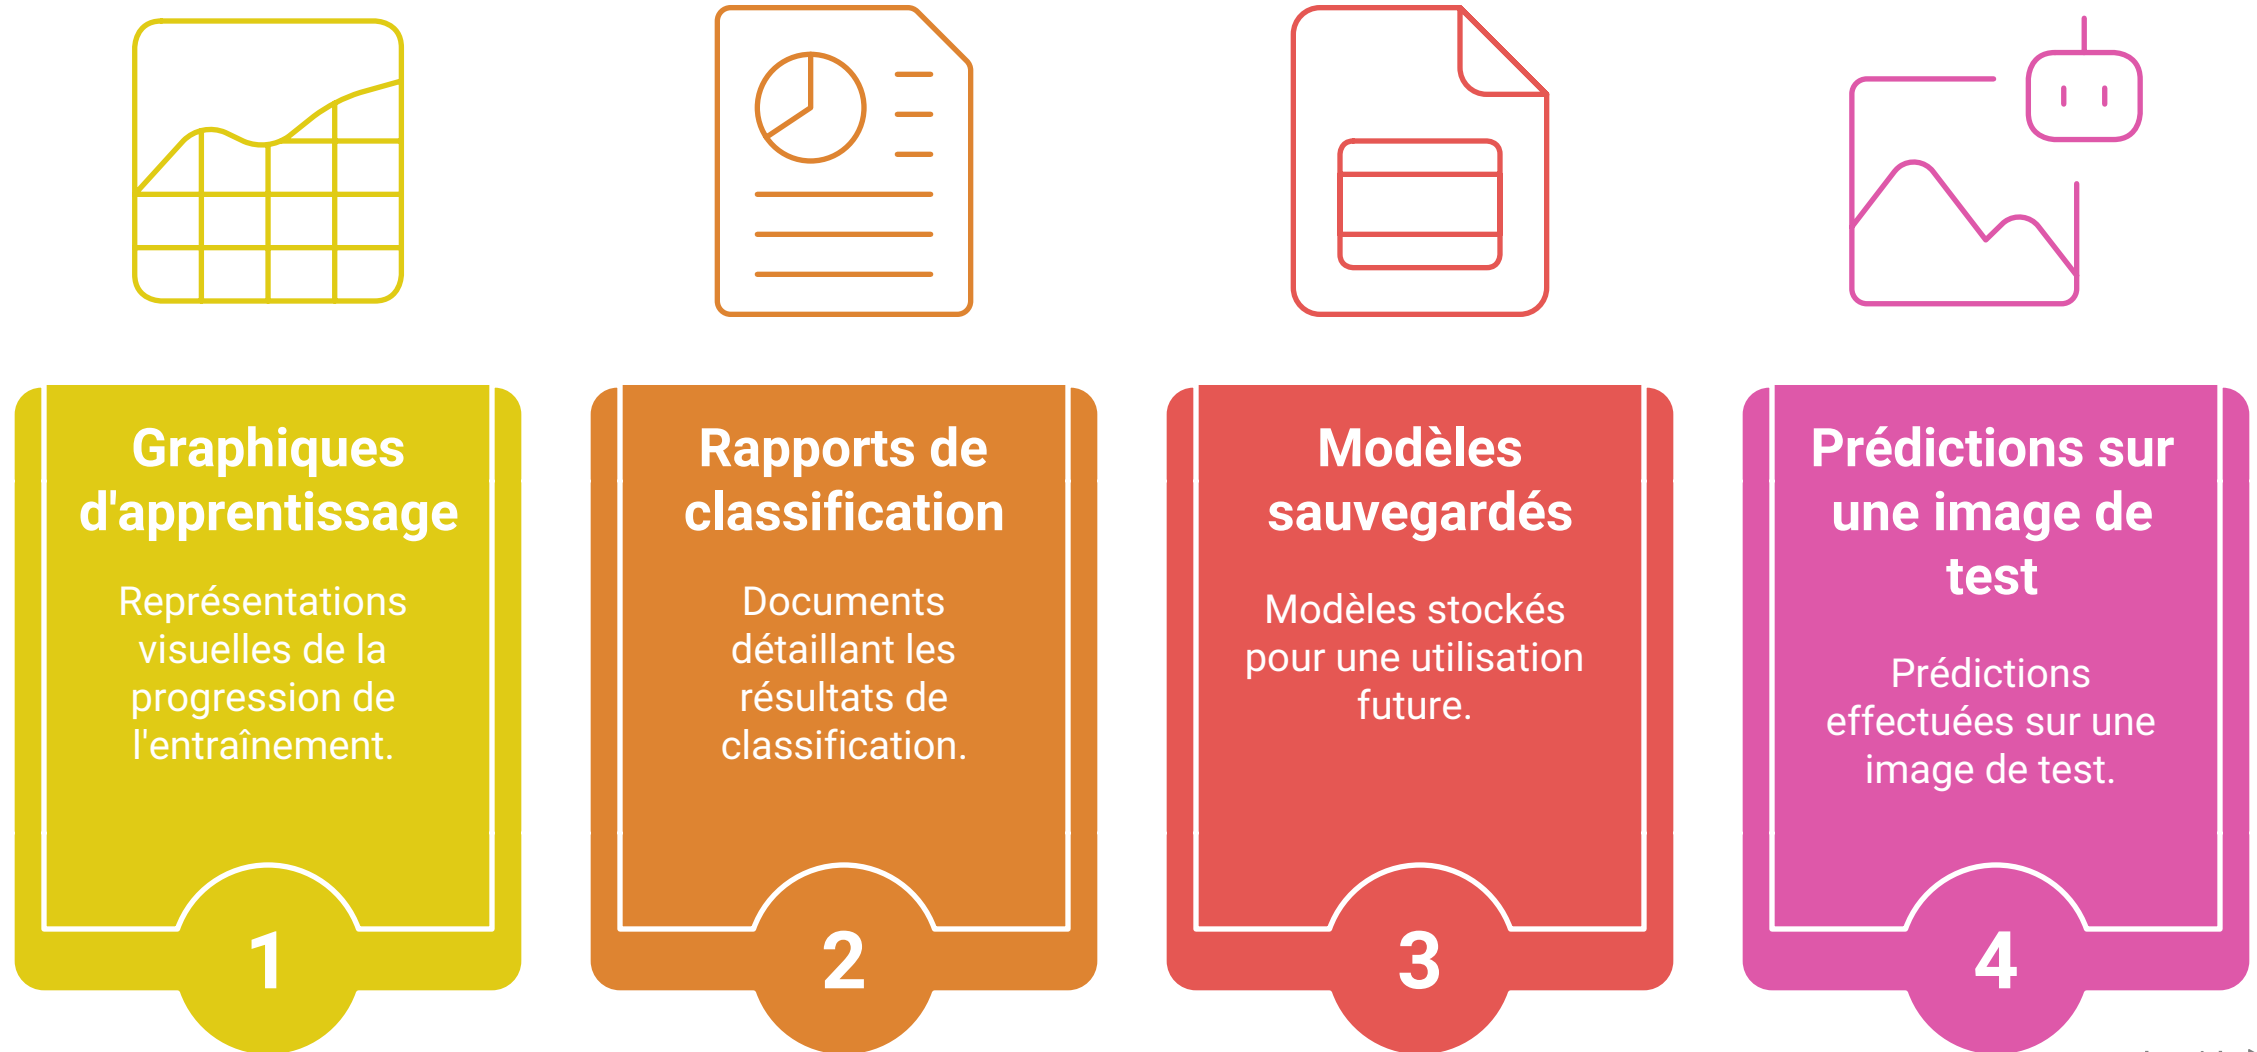 Graphiques
d'apprentissage
Représentations
visuelles de la
progression de
l'entraînement.
1
Rapports de
classification
Documents
détaillant les
résultats de
classification.
2
Modèles
sauvegardés
Modèles stockés
pour une utilisation
future.
3
Prédictions sur
une image de
test
Prédictions
effectuées sur une
image de test.
4